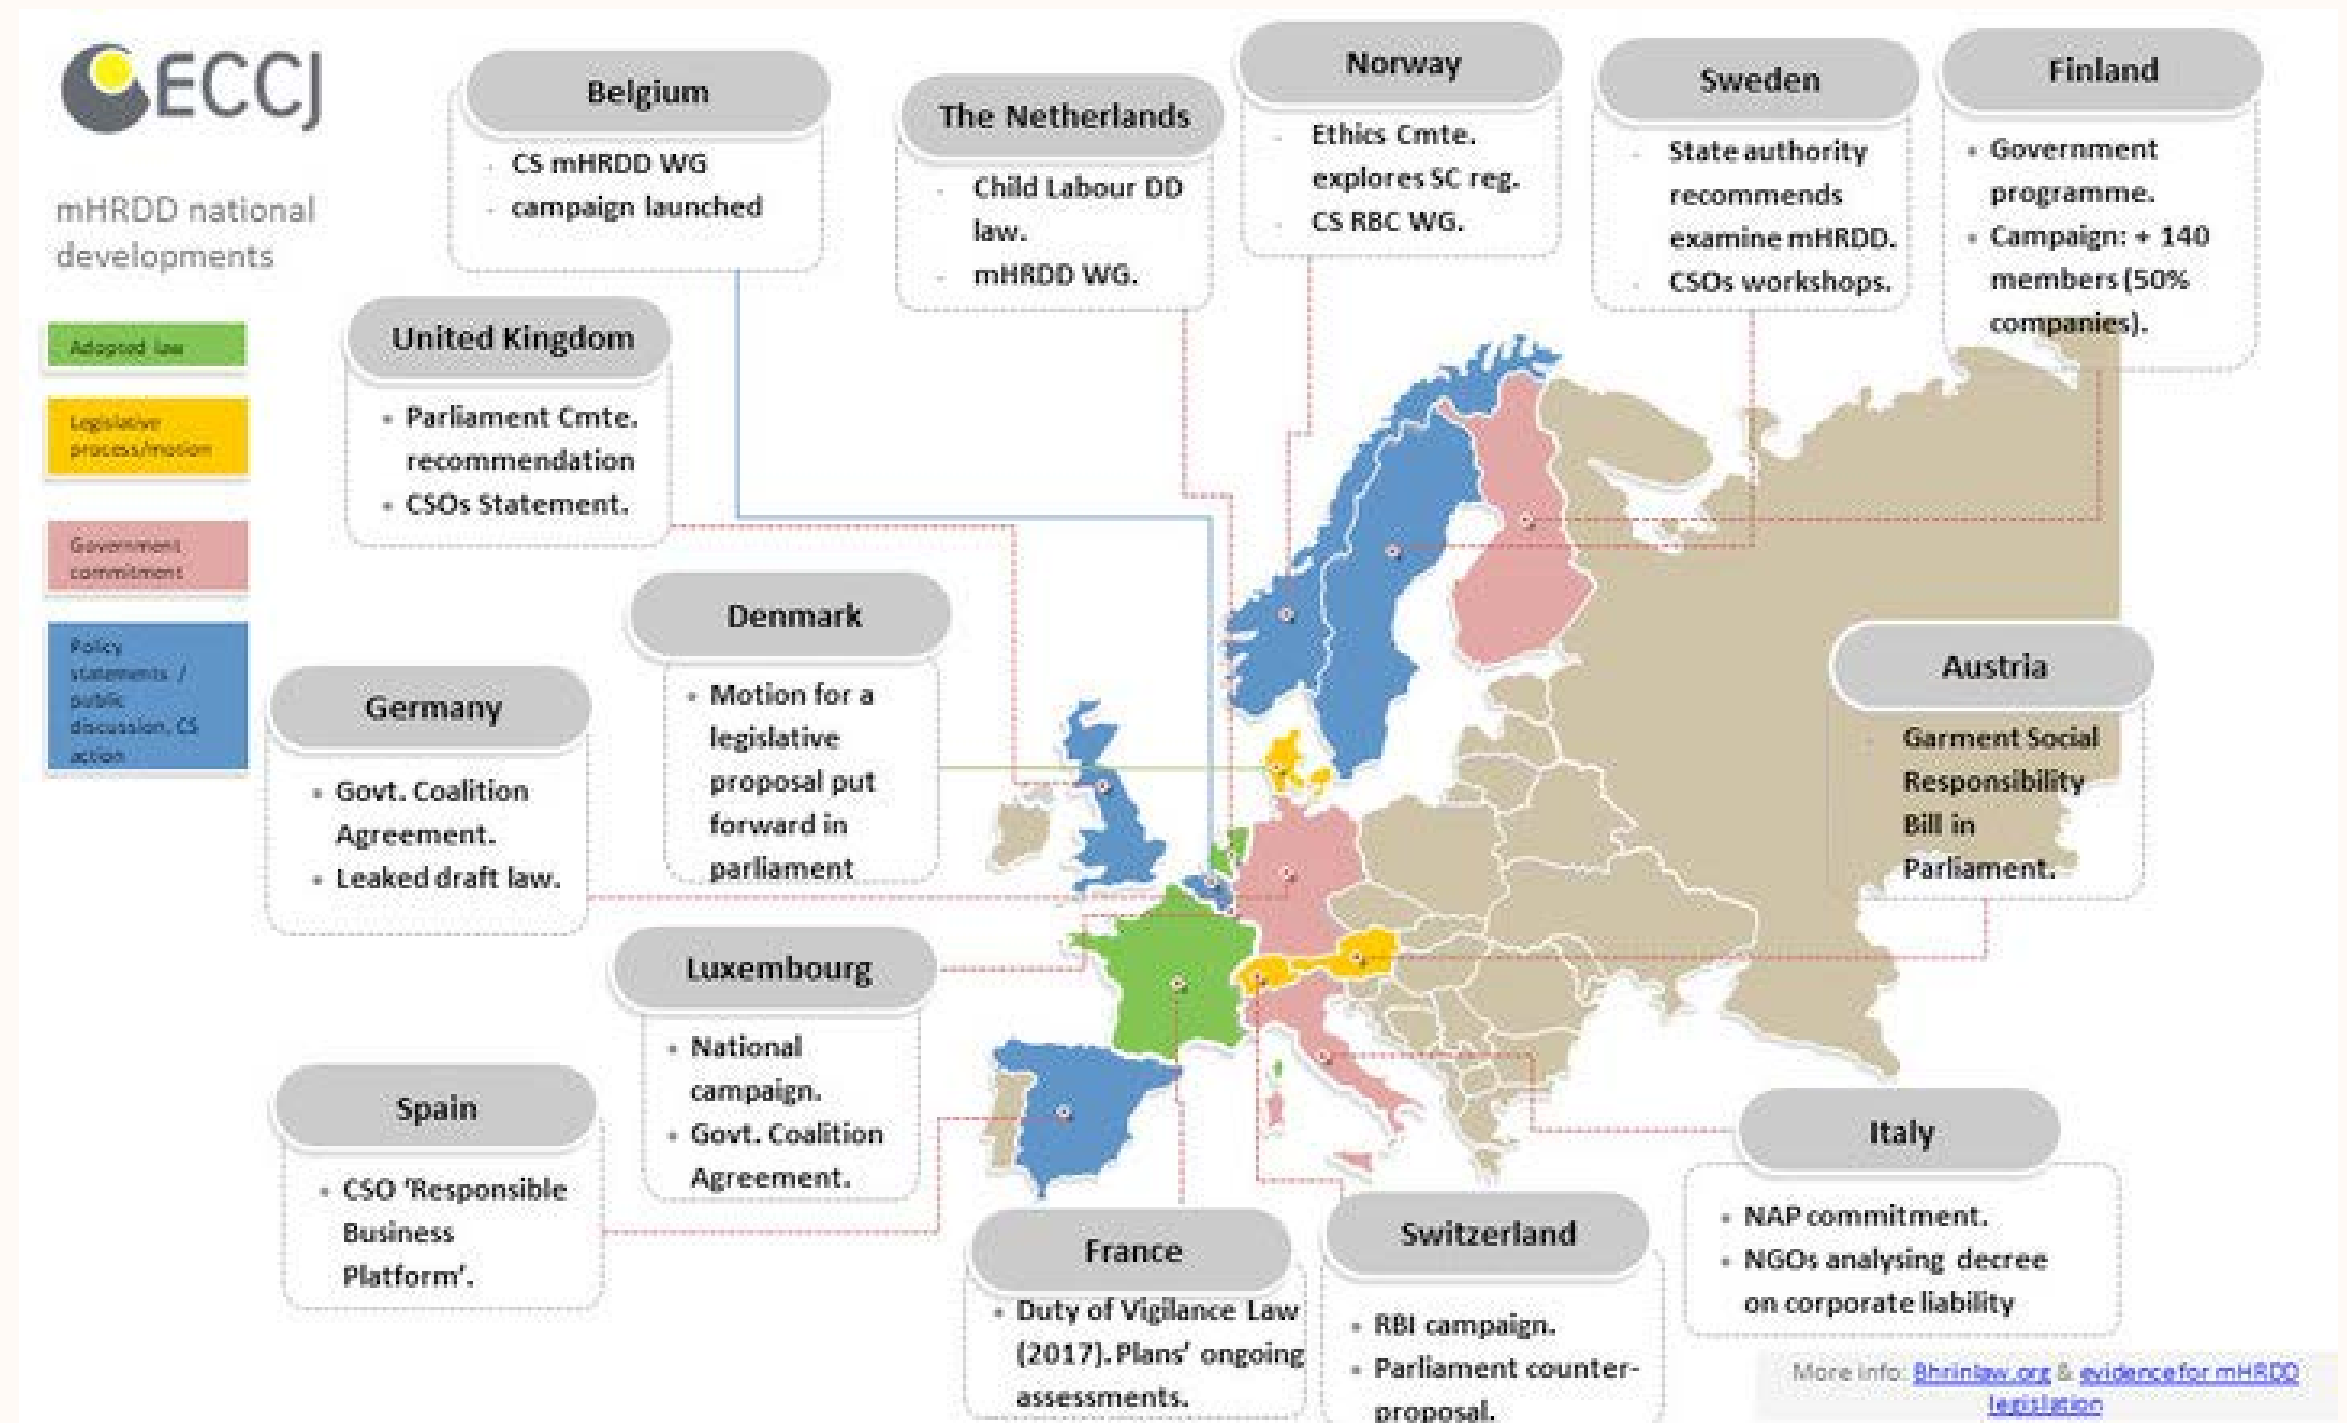 ECCJ
mHRDD national
developments
Adopted law
Legislative
process/motion
Government
commitment
Policy
statements /
public
discussion, CS
action
Belgium
CS mHRDD WG
campaign launched
The Netherlands
Child Labour DD
law.
mHRDD WG.
Norway
Ethics Cmte.
explores SC reg.
CS RBC WG.
Sweden
State authority
recommends
examine mHRDD.
CSOs workshops.
Finland
Government
programme.
Campaign: + 140
members (50%
companies).
United Kingdom
Parliament Cmte.
recommendation
CSOs Statement.
Denmark
Motion for a
legislative
proposal put
forward in
parliament
Germany
Govt. Coalition
Agreement.
Leaked draft law.
Austria
Garment Social
Responsibility
Bill in
Parliament.
Luxembourg
National
campaign.
Govt. Coalition
Agreement.
Spain
CSO 'Responsible
Business
Platform'.
France
Duty of Vigilance Law
(2017). Plans' ongoing
assessments.
Switzerland
RBI campaign.
Parliament counter-
proposal.
Italy
NAP commitment.
NGOs analysing decree
on corporate liability
More info: Bhrinlaw.org & evidence for mHRDD
legislation